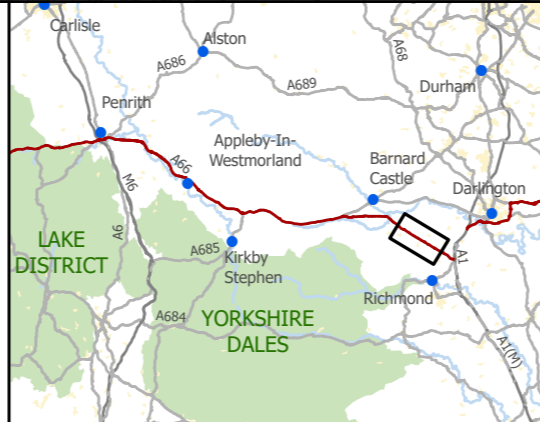 Carlisle
Alston
A686
A689
A68
Durham
Penrith
Appleby-In-
Westmorland
A66
Barnard
Castle
Darlington
M6
A6
LAKE
DISTRICT
A685
Kirkby
Stephen
A1
Richmond
A684
YORKSHIRE
DALES
A1(M)